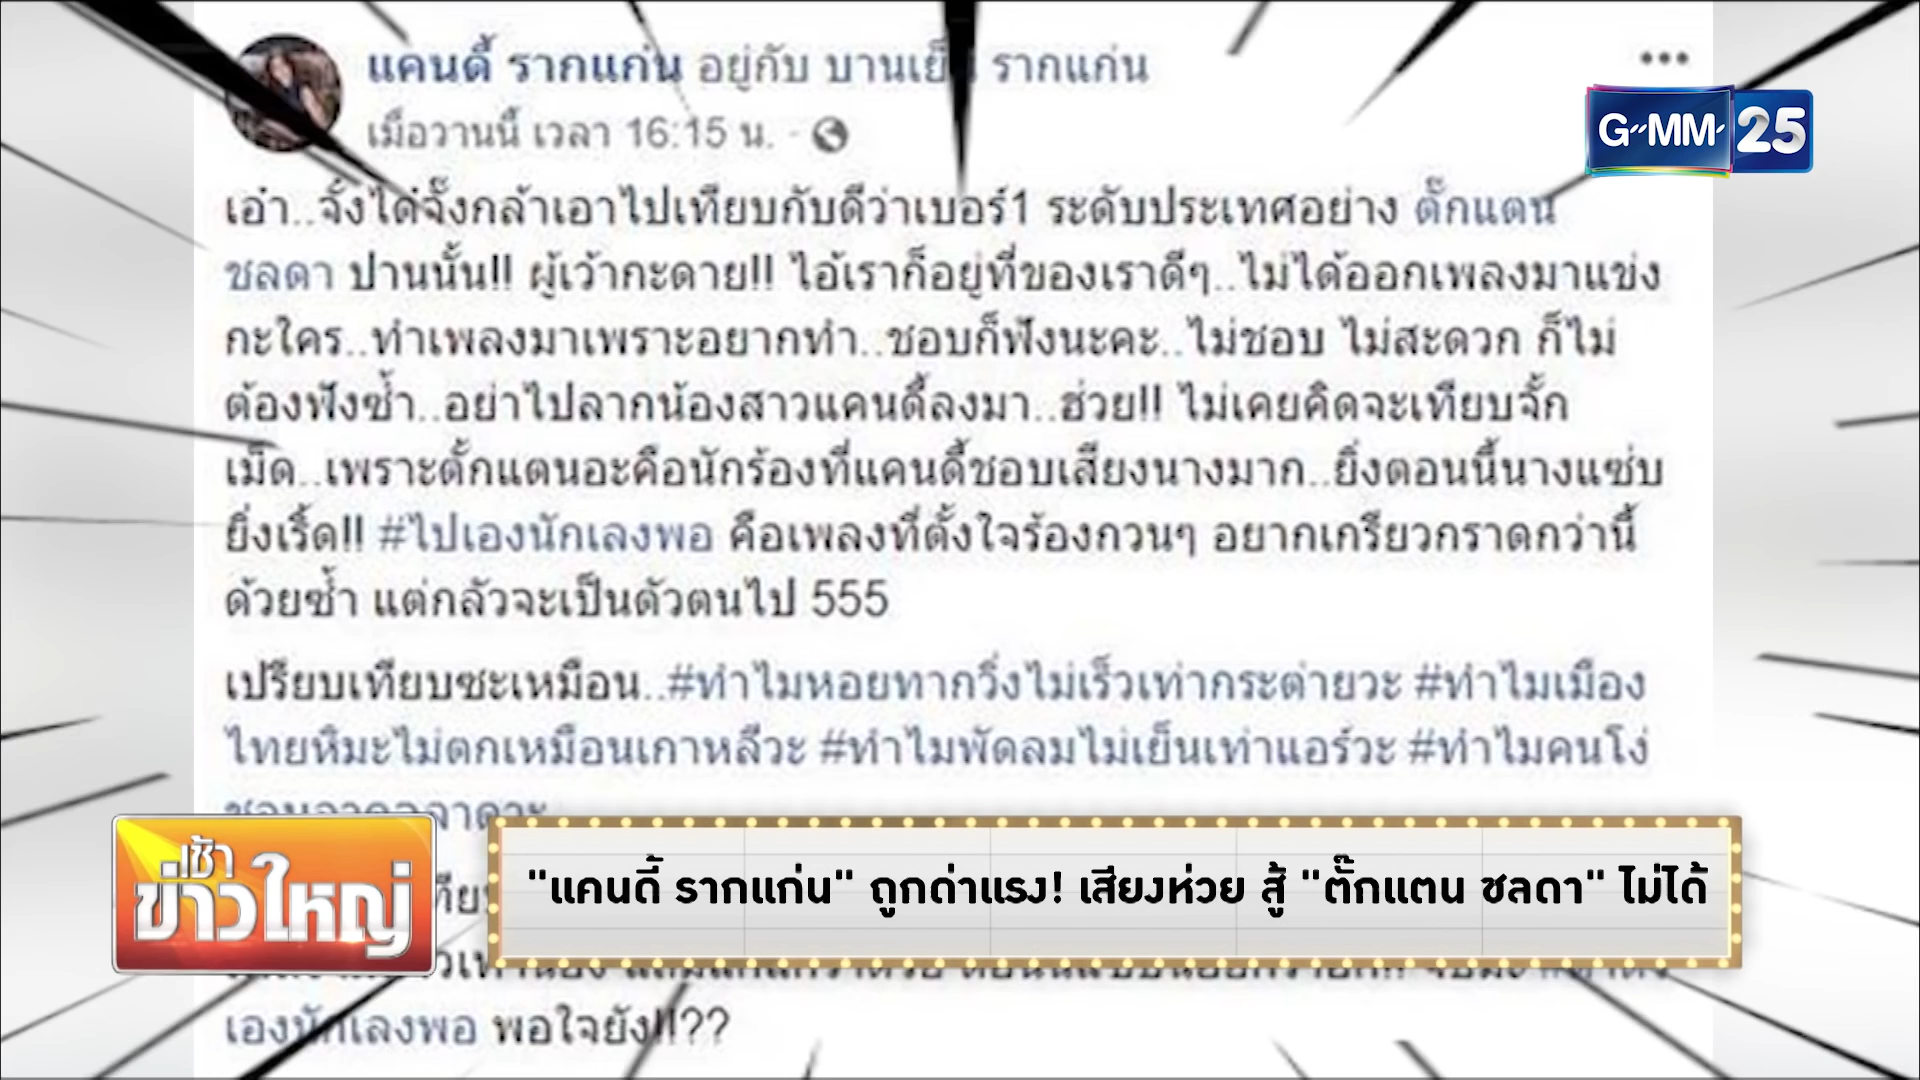 แคนดี้ รากแก่น อยู่กับ บานเย็น รากแก่น
เมื่อวานนี้ เวลา 16:15 น.
G-MM 25
เอ๋า..จั้งได๋จั๊งกล้าเอาไปเทียบกับดีว่าเบอร์1 ระดับประเทศอย่าง ตั๊กแตน
ชลดา ปานนั้น!! ผู้เว้ากะดาย!! ไอ้เราก็อยู่ที่ของเราดีๆ..ไม่ได้ออกเพลงมาแข่ง
กะใคร..ทำเพลงมาเพราะอยากทำ..ชอบก็ฟังนะคะ..ไม่ชอบ ไม่สะดวก ก็ไม่
ต้องฟังซ้ำ..อย่าไปลากน้องสาวแคนดี้ลงมา..ฮ่วย!! ไม่เคยคิดจะเทียบจั้ก
เม็ด..เพราะตั้กแตนอะคือนักร้องที่แคนดี้ชอบเสียงนางมาก..ยิ่งตอนนี้นางแซ่บ
ยิ่งเริ้ด!! #ไปเองนักเลงพอ คือเพลงที่ตั้งใจร้องกวนๆ อยากเกรียวกราดกว่านี้
ด้วยซ้ำ แต่กลัวจะเป็นตัวตนไป 555
เปรียบเทียบซะเหมือน..#ทำไมหอยทากวิ่งไม่เร็วเท่ากระต่ายวะ #ทำไมเมือง
ไทยหิมะไม่ตกเหมือนเกาหลีวะ #ทำไมพัดลมไม่เย็นเท่าแอร์วะ #ทำไมคนโง่
เช้า
ข่าวใหญ่
"แคนดี้ รากแก่น" ถูกด่าแรง! เสียงห่วย สู้ "ตั๊กแตน ชลดา" ไม่ได้
เองนักเลงพอ พอใจยัง!!??